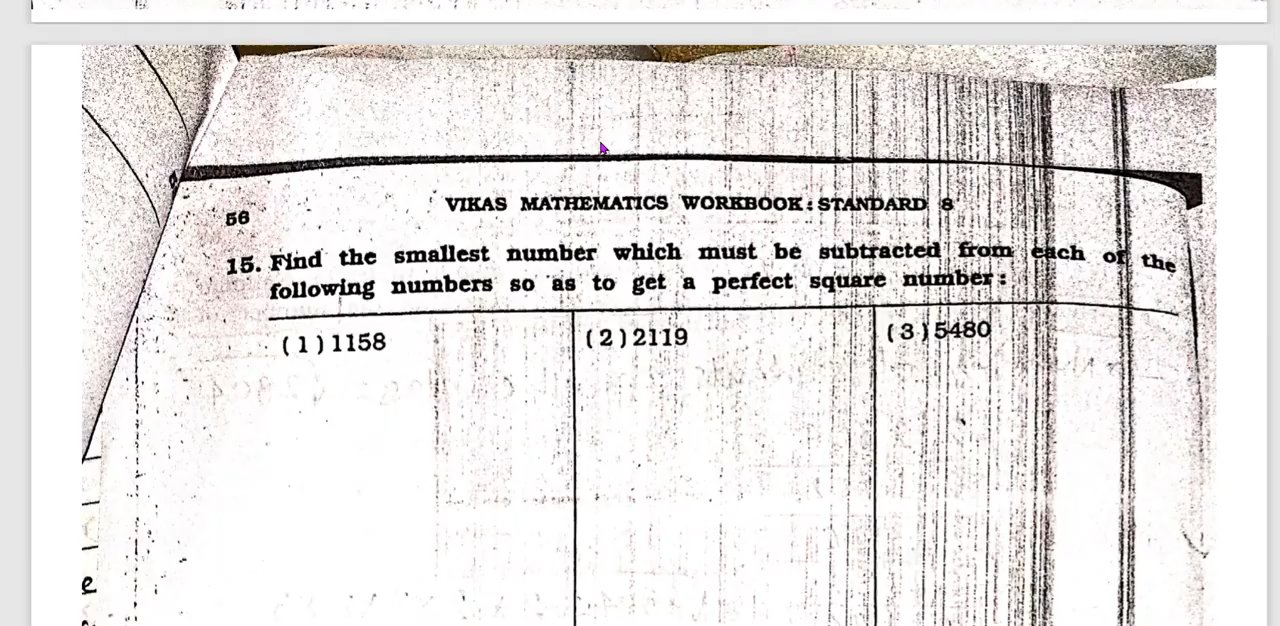 56
VIKAS MATHEMATICS WORKBOOK : STANDARD 8
15. Find the smallest number which must be subtracted from each of the
following numbers so as to get a perfect square number :
(1) 1158
(2) 2119
(3) 5480
e